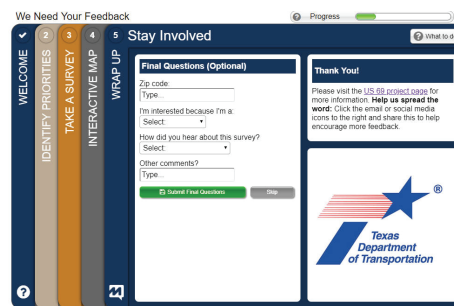 We Need Your Feedback
Progress
WELCOME
2
IDENTIFY PRIORITIES
3
TAKE A SURVEY
4
INTERACTIVE MAP
5
WRAP UP
Stay Involved
What to d
Final Questions (Optional)
Zip code:
Type...
I'm interested because I'm a:
Select:
How did you hear about this survey?
Select:
Other comments?
Type...
Submit Final Questions
Skip
Thank You!
Please visit the US 69 project page for
more information. Help us spread the
word: Click the email or social media
icons to the right and share this to help
encourage more feedback.
®
Texas
Department
of Transportation